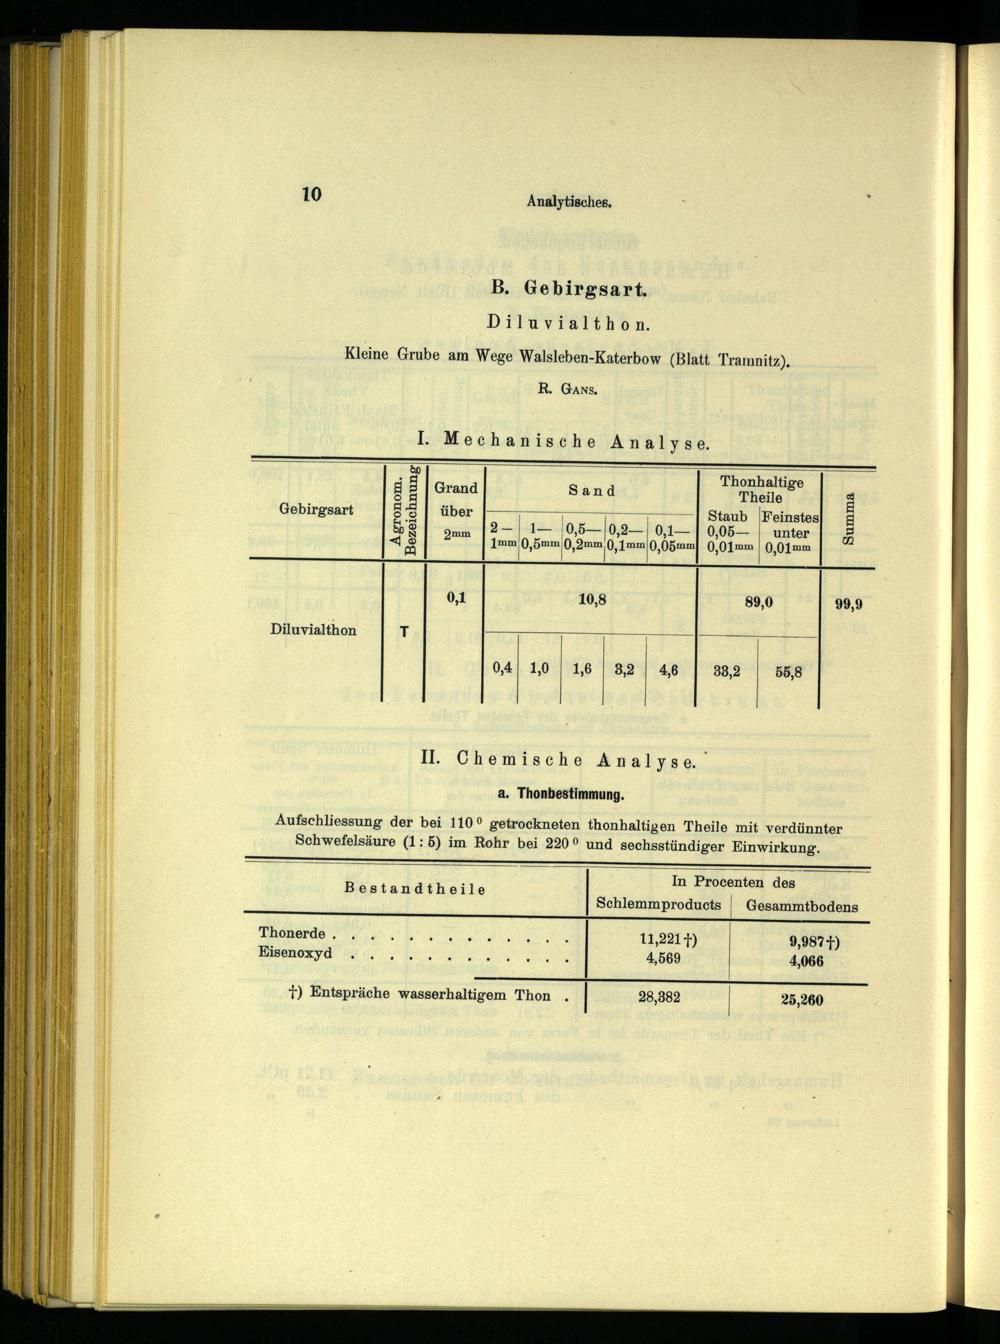 10
Analytisches.
B. Gebirgsart.
Diluvialthon.
Kleine Grube am Wege Walsleben-Katerbow (Blatt Tramnitz).
R. Gans.
I. Mechanische Analyse.
Gebirgsart
Agronom. Bezeichnung
Grand über 2mm
Sand
2— 1mm
1— 0,5mm
0,5— 0,2mm
0,2— 0,1mm
0,1— 0,05mm
Thonhaltige Theile
Staub 0,05— 0,01mm
Feinstes unter 0,01mm
Summa
0,1 10,8 89,0 99,9
Diluvialthon T
0,4 1,0 1,6 3,2 4,6 33,2 55,8
II. Chemische Analyse.
a. Thonbestimmung.
Aufschliessung der bei 110⁰ getrockneten thonhaltigen Theile mit verdünnter
Schwefelsäure (1:5) im Rohr bei 220⁰ und sechsstündiger Einwirkung.
Bestandtheile
In Procenten des
Schlemmproducts Gesammtbodens
Thonerde . . . . . . . . . . . . . 11,221†) 9,987†)
Eisenoxyd . . . . . . . . . . . . 4,569 4,066
†) Entspräche wasserhaltigem Thon . 28,382 25,260